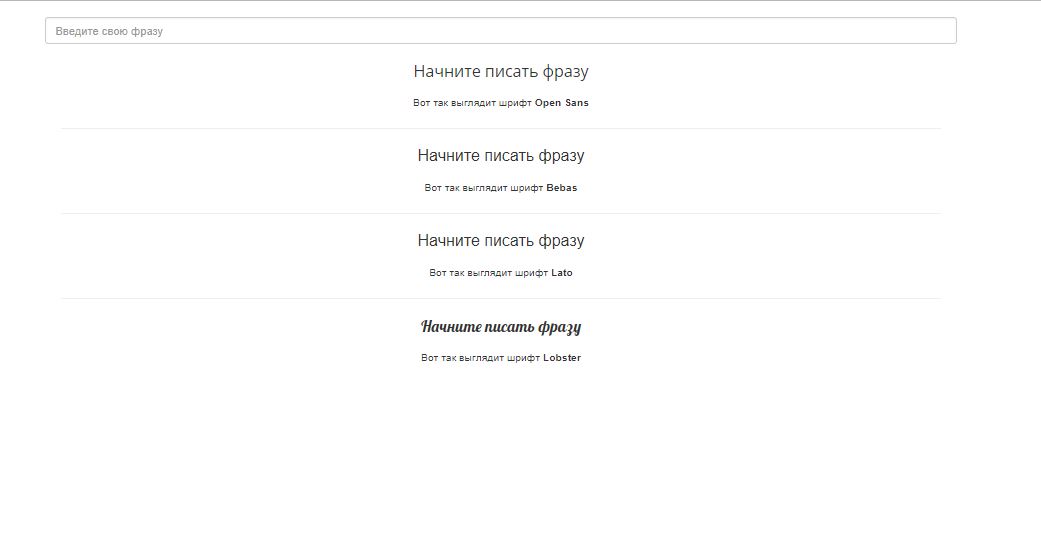 Введите свою фразу
Начните писать фразу
Вот так выглядит шрифт Open Sans
Начните писать фразу
Вот так выглядит шрифт Bebas
Начните писать фразу
Вот так выглядит шрифт Lato
Начните писать фразу
Вот так выглядит шрифт Lobster